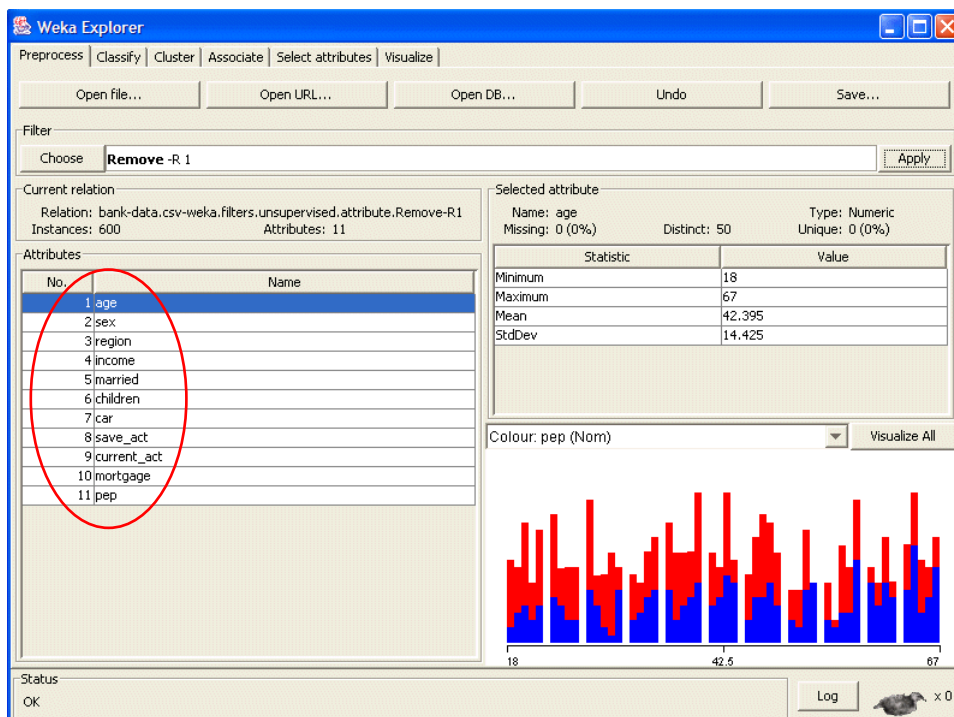 Weka Explorer
Preprocess Classify Cluster Associate Select attributes Visualize
Open file... Open URL... Open DB... Undo Save...
Filter
Choose Remove -R 1 Apply
Current relation
Relation: bank-data.csv-weka.filters.unsupervised.attribute.Remove-R1
Instances: 600 Attributes: 11
Selected attribute
Name: age Type: Numeric
Missing: 0 (0%) Distinct: 50 Unique: 0 (0%)
Statistic Value
Minimum 18
Maximum 67
Mean 42.395
StdDev 14.425
Attributes
No. Name
1 age
2 sex
3 region
4 income
5 married
6 children
7 car
8 save_act
9 current_act
10 mortgage
11 pep
Colour: pep (Nom) Visualize All
18 42.5 67
Status
OK
Log x 0